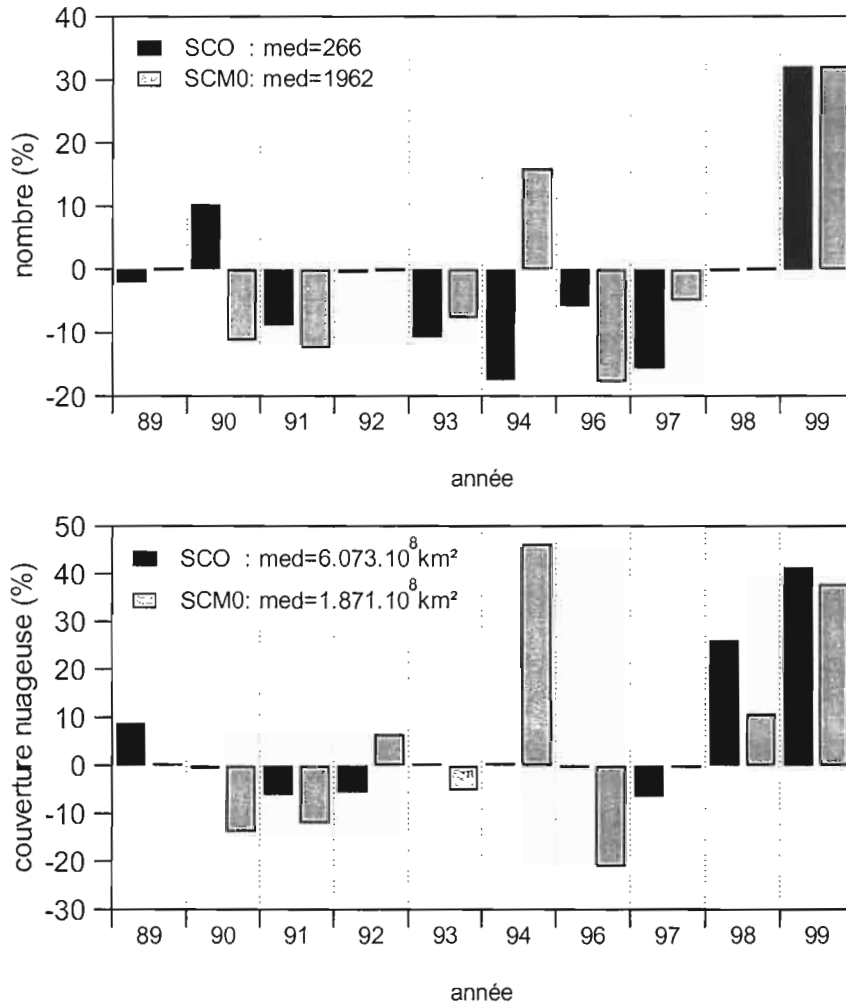 40
30
20
10
0
-10
-20
nombre (%)
SCO : med=266
SCM0: med=1962
89 90 91 92 93 94 96 97 98 99
année
50
40
30
20
10
0
-10
-20
-30
couverture nuageuse (%)
SCO : med=6.073.10⁸km²
SCM0: med=1.871.10⁸km²
89 90 91 92 93 94 96 97 98 99
année